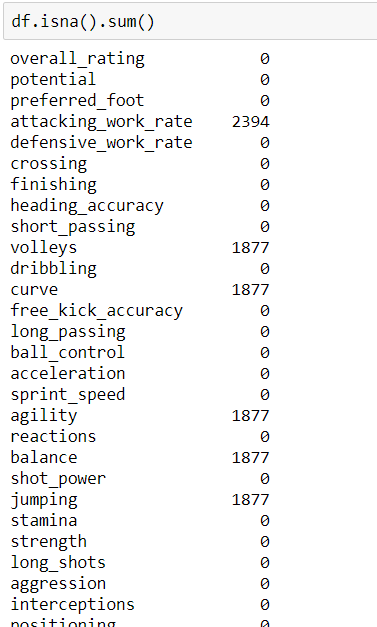 df.isna().sum()
overall_rating 0
potential 0
preferred_foot 0
attacking_work_rate 2394
defensive_work_rate 0
crossing 0
finishing 0
heading_accuracy 0
short_passing 0
volleys 1877
dribbling 0
curve 1877
free_kick_accuracy 0
long_passing 0
ball_control 0
acceleration 0
sprint_speed 0
agility 1877
reactions 0
balance 1877
shot_power 0
jumping 1877
stamina 0
strength 0
long_shots 0
aggression 0
interceptions 0
positioning 0